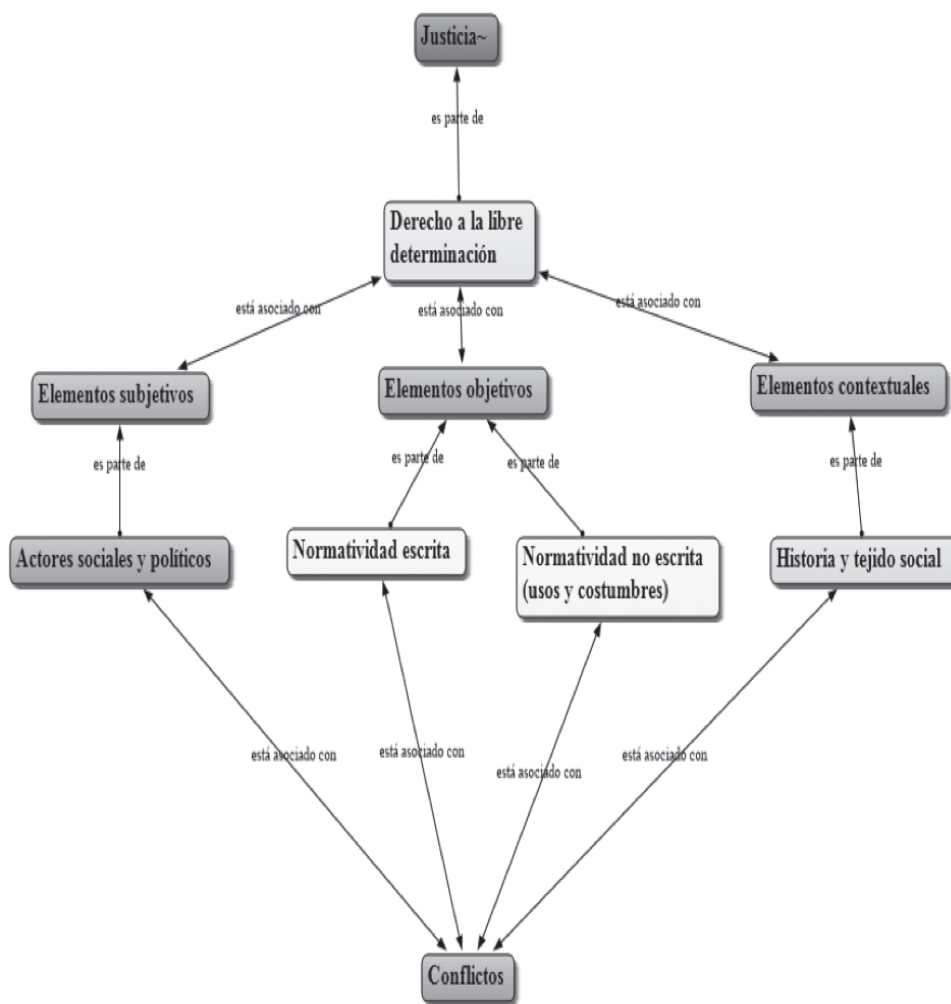 Justicia~
es parte de
Derecho a la libre
determinación
está asociado con
está asociado con
está asociado con
Elementos subjetivos
Elementos objetivos
Elementos contextuales
es parte de
es parte de
es parte de
es parte de
Actores sociales y políticos
Normatividad escrita
Normatividad no escrita
(usos y costumbres)
Historia y tejido social
está asociado con
está asociado con
está asociado con
está asociado con
Conflictos